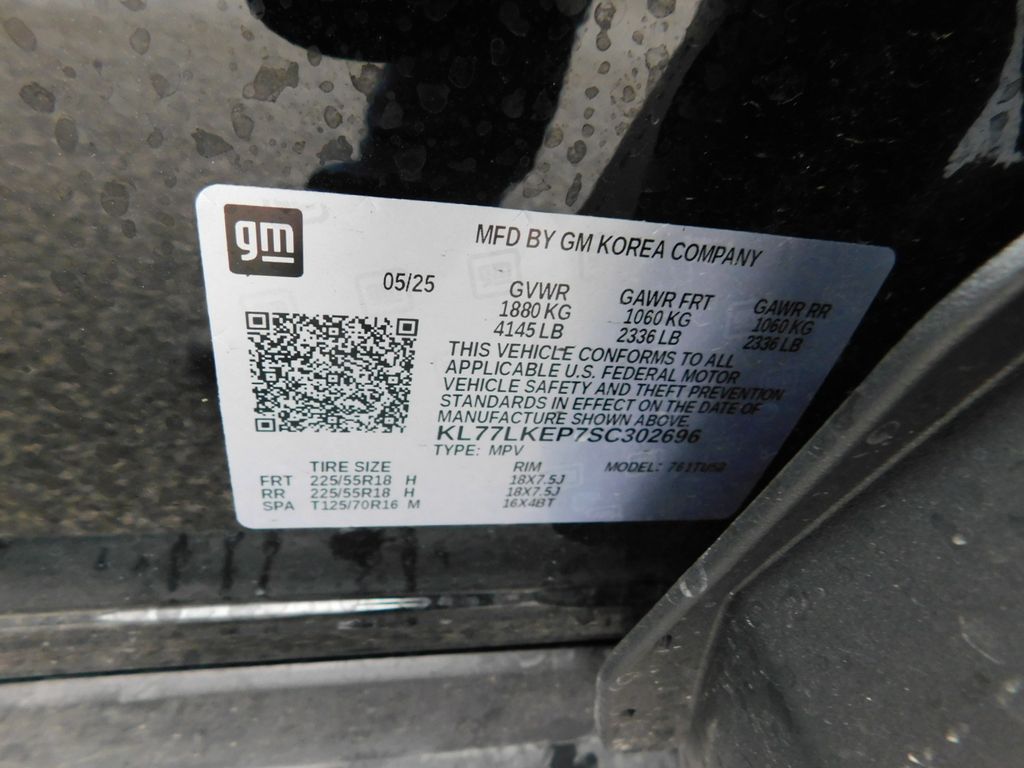 gm
MFD BY GM KOREA COMPANY
05/25
GVWR GAWR FRT GAWR RR
1880 KG 1060 KG 1060 KG
4145 LB 2336 LB 2336 LB
THIS VEHICLE CONFORMS TO ALL
APPLICABLE U.S. FEDERAL MOTOR
VEHICLE SAFETY AND THEFT PREVENTION
STANDARDS IN EFFECT ON THE DATE OF
MANUFACTURE SHOWN ABOVE.
KL77LKEP7SC302696
TYPE: MPV
TIRE SIZE RIM MODEL:
FRT 225/55R18 H 18X7.5J
RR 225/55R18 H 18X7.5J
SPA T125/70R16 M 16X4BT